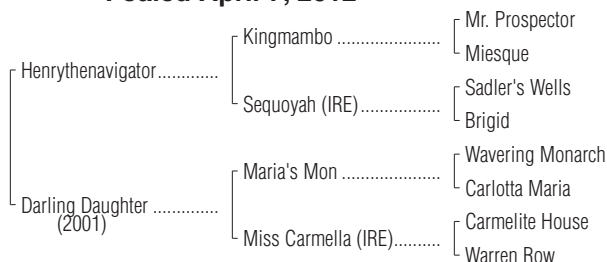 Foaled April 2012
Mr. Prospector
Kingmambo
Miesque
Henrythenavigator
Sadler's Wells
Sequoyah (IRE)
Brigid
Wavering Monarch
Maria's Mon
Carlotta Maria
Darling Daughter
(2001)
Carmelite House
Miss Carmella (IRE)
Warren Row